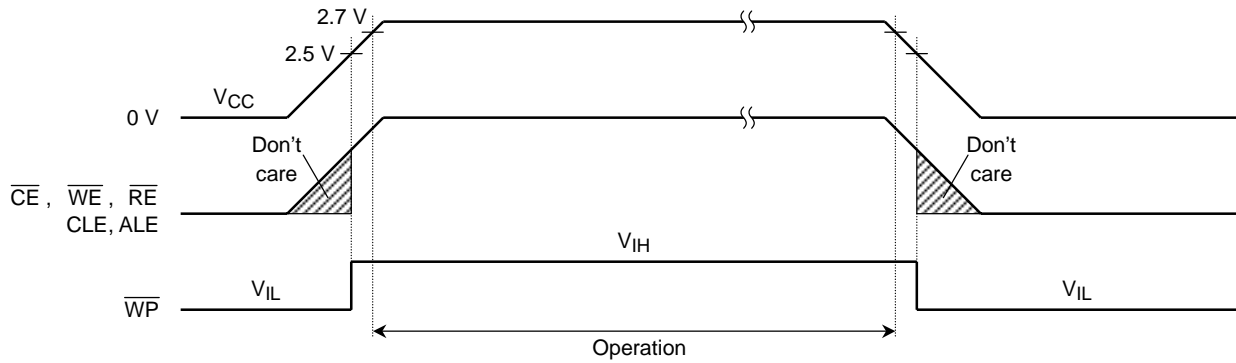 2.7 V
2.5 V
VCC
0 V
Don't care
Don't care
CE , WE , RE
CLE, ALE
VIH
VIL
WP
VIL
Operation